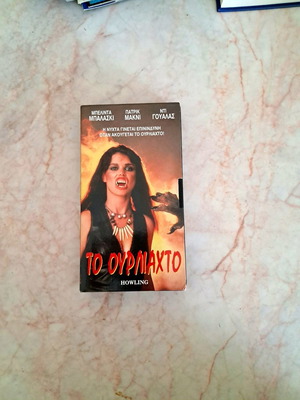 ΜΠΕΛΙΝΤΑ ΠΑΤΡΙΚ ΝΤΙ
ΜΠΑΛΑΣΚΙ ΜΑΚΝΙ ΓΟΥΑΛΑΣ
Η ΝΥΧΤΑ ΓΙΝΕΤΑΙ ΕΠΙΚΙΝΔΥΝΗ
ΟΤΑΝ ΑΚΟΥΓΕΤΑΙ ΤΟ ΟΥΡΛΙΑΧΤΟ!
ΤΟ ΟΥΡΛΙΑΧΤΟ
HOWLING